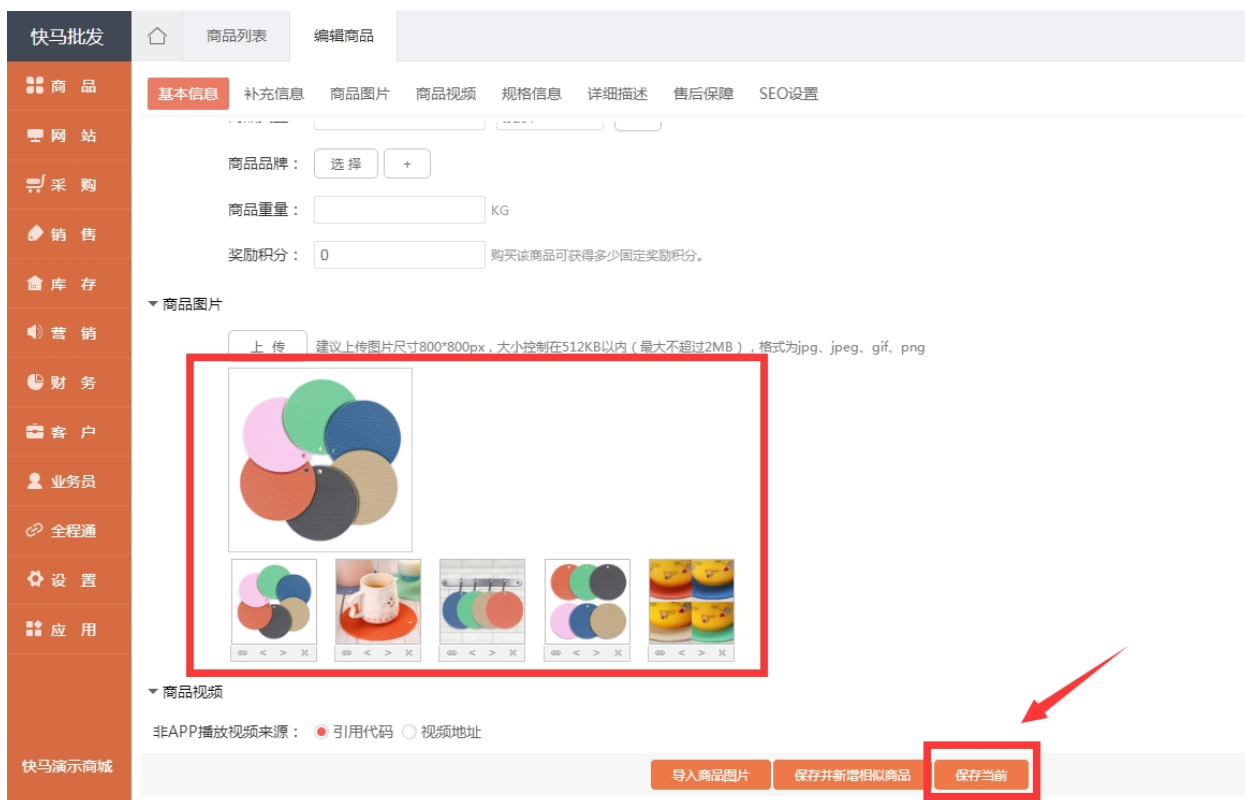 快马批发
商品列表
编辑商品
商 品
网 站
采 购
销 售
库 存
营 销
财 务
客 户
业务员
全程通
设 置
应 用
快马演示商城
基本信息 补充信息 商品图片 商品视频 规格信息 详细描述 售后保障 SEO设置
商品品牌： 选 择 +
商品重量： KG
奖励积分： 0 购买该商品可获得多少固定奖励积分。
商品图片
上 传 建议上传图片尺寸800*800px，大小控制在512KB以内（最大不超过2MB），格式为jpg、jpeg、gif、png
商品视频
非APP播放视频来源： 引用代码 视频地址
导入商品图片 保存并新增相似商品 保存当前